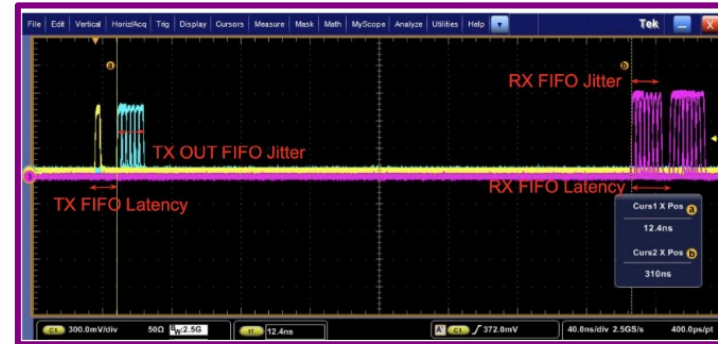 File Edit Vertical Horiz/Acq Trig Display Cursors Measure Mask Math MyScope Analyze Utilities Help Tek X
a b
RX FIFO Jitter
TX OUT FIFO Jitter
TX FIFO Latency
RX FIFO Latency
Curs1 X Pos a
12.4ns
Curs2 X Pos b
310ns
C1 300.0mV/div 50Ω BW:2.5G 12.4ns A' C1 372.0mV 40.0ns/div 2.5GS/s 400.0ps/pt